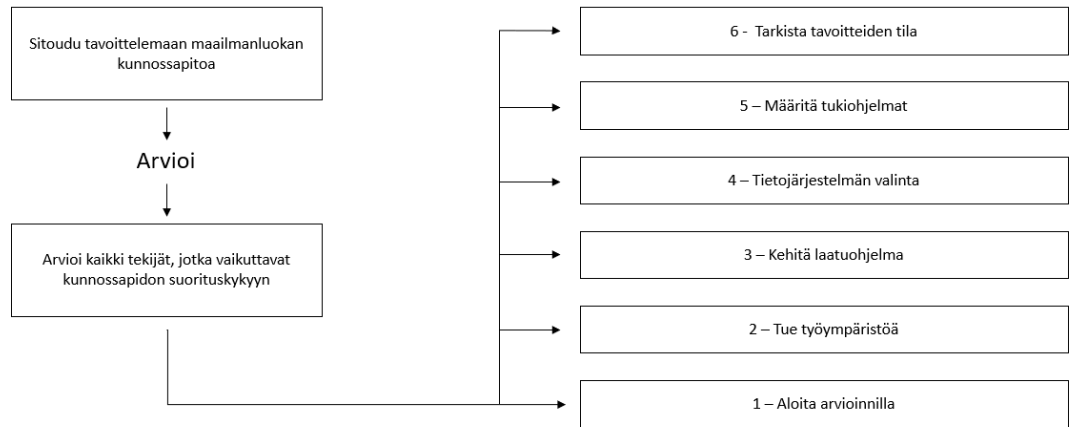 Sitoudu tavoittelemaan maailmanluokan
kunnossapitoa
Arvioi
Arvioi kaikki tekijät, jotka vaikuttavat
kunnossapidon suorituskykyyn
6 - Tarkista tavoitteiden tila
5 – Määritä tukiohjelmat
4 – Tietojärjestelmän valinta
3 – Kehitä laatuohjelma
2 – Tue työympäristöä
1 – Aloita arvioinnilla